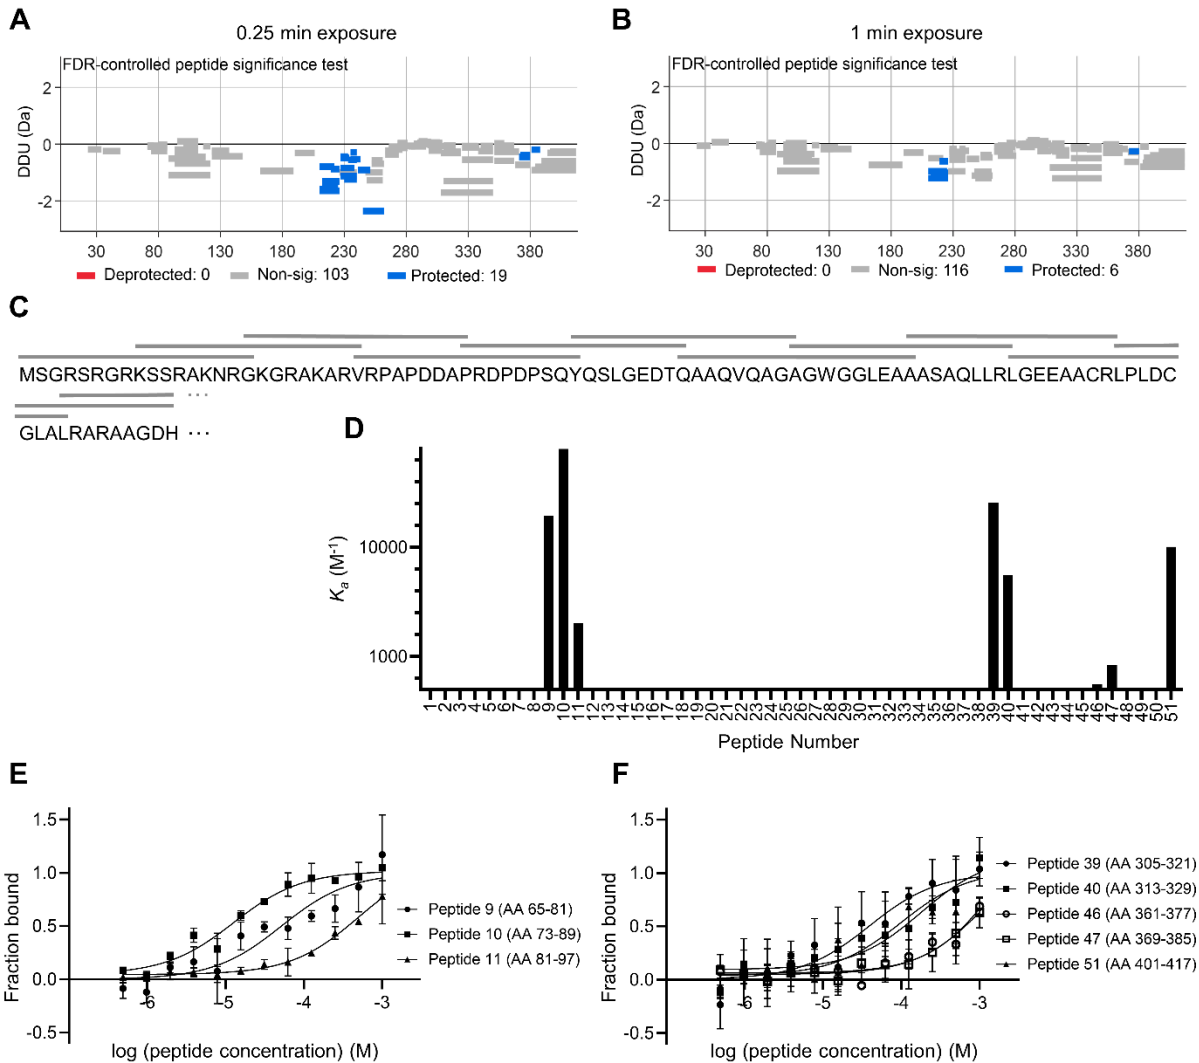 A
0.25 min exposure
FDR-controlled peptide significance test
DDU (Da)
2
0
-2
30 80 130 180 230 280 330 380
Deprotected: 0 Non-sig: 103 Protected: 19
B
1 min exposure
FDR-controlled peptide significance test
DDU (Da)
2
0
-2
30 80 130 180 230 280 330 380
Deprotected: 0 Non-sig: 116 Protected: 6
C
MSGRSRGRKSSRAKNRGKGRAKARVRPAPDDAPRDPDPSQYQSLGEDTQAAQVQAGAGWGGLEAAASAQLLRLGEEAACRLPLDC
...
GLALRARAAGDH ...
D
Ka (M-1)
10000
1000
1 2 3 4 5 6 7 8 9 10 11 12 13 14 15 16 17 18 19 20 21 22 23 24 25 26 27 28 29 30 31 32 33 34 35 36 37 38 39 40 41 42 43 44 45 46 47 48 49 50 51
Peptide Number
E
Fraction bound
1.5
1.0
0.5
0.0
-0.5
-6 -5 -4 -3
log (peptide concentration) (M)
Peptide 9 (AA 65-81)
Peptide 10 (AA 73-89)
Peptide 11 (AA 81-97)
F
Fraction bound
1.5
1.0
0.5
0.0
-0.5
-6 -5 -4 -3
log (peptide concentration) (M)
Peptide 39 (AA 305-321)
Peptide 40 (AA 313-329)
Peptide 46 (AA 361-377)
Peptide 47 (AA 369-385)
Peptide 51 (AA 401-417)